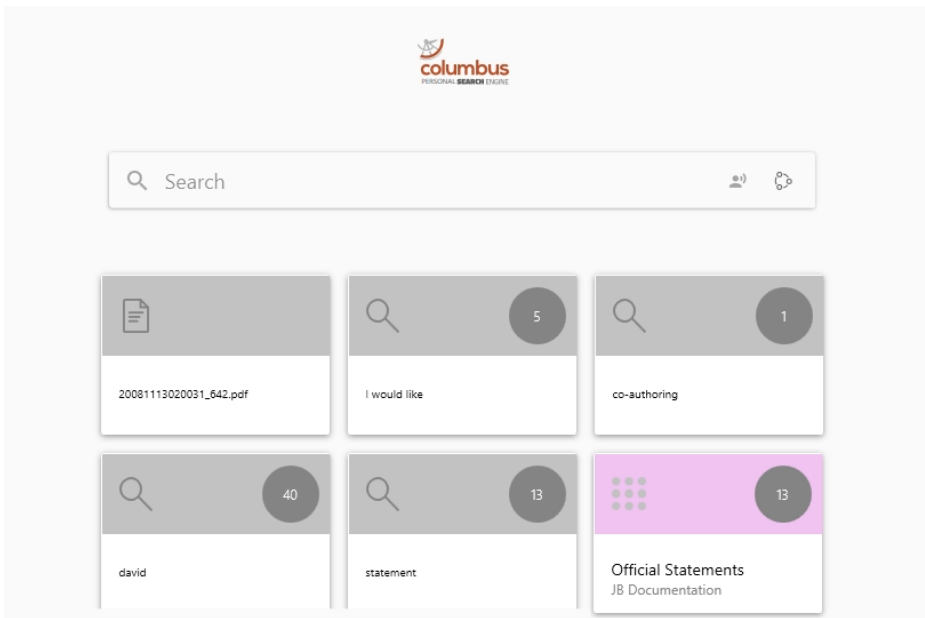 columbus
PERSONAL SEARCH ENGINE
Search
5
1
20081113020031_642.pdf
I would like
co-authoring
40
13
13
david
statement
Official Statements
JB Documentation